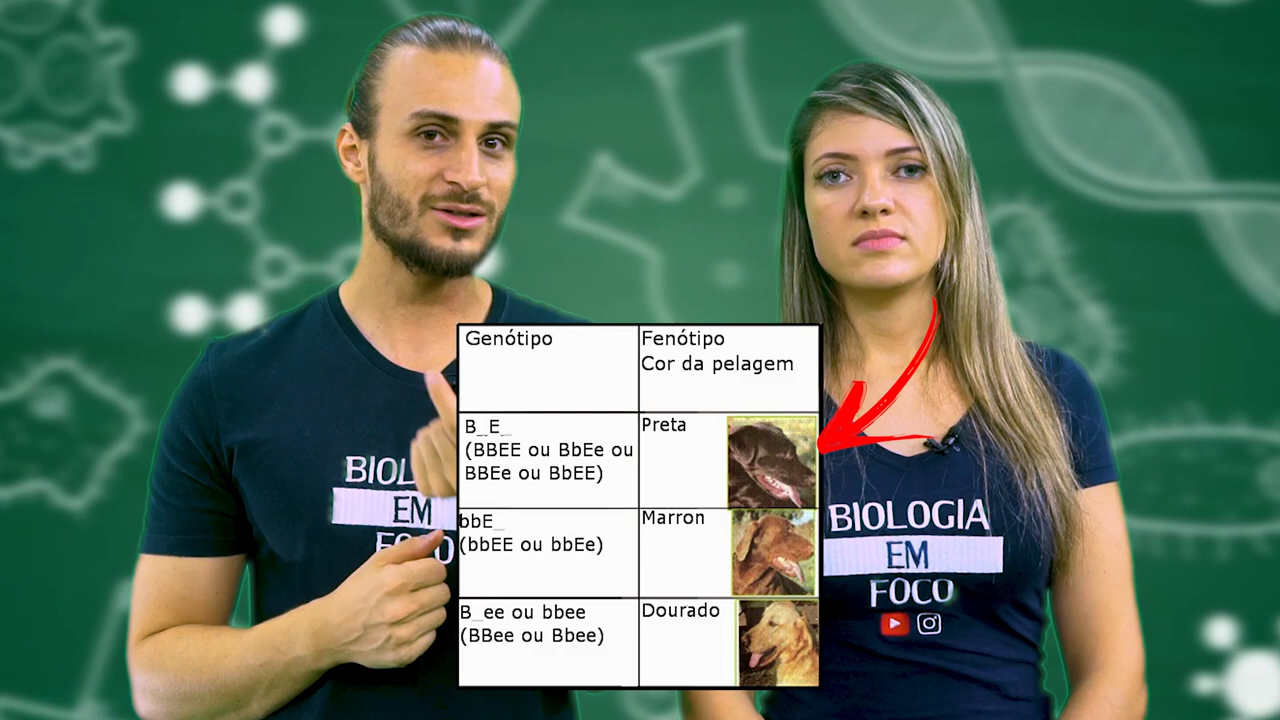 Genótipo
Fenótipo
Cor da pelagem
B_E_
(BBEE ou BbEe ou
BBEe ou BbEE)
Preta
bbE_
(bbEE ou bbEe)
Marron
B_ee ou bbee
(BBee ou Bbee)
Dourado
BIOL
EM
FOCO
BIOLOGIA
EM
FOCO